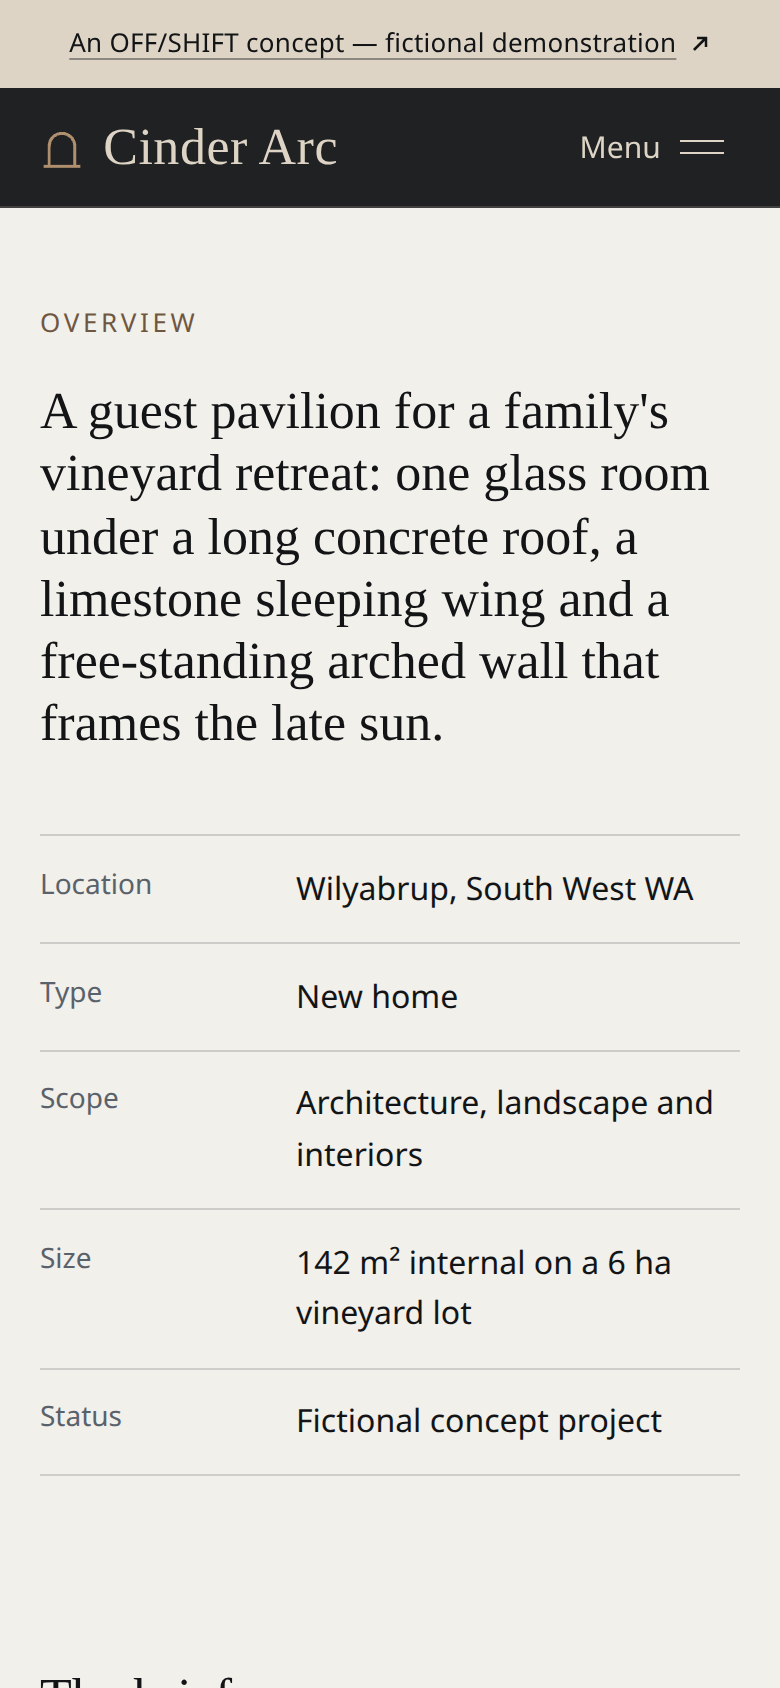 An OFF/SHIFT concept — fictional demonstration ↗
Cinder Arc
Menu
OVERVIEW
A guest pavilion for a family's
vineyard retreat: one glass room
under a long concrete roof, a
limestone sleeping wing and a
free-standing arched wall that
frames the late sun.
Location
Wilyabrup, South West WA
Type
New home
Scope
Architecture, landscape and
interiors
Size
142 m² internal on a 6 ha
vineyard lot
Status
Fictional concept project
The brief